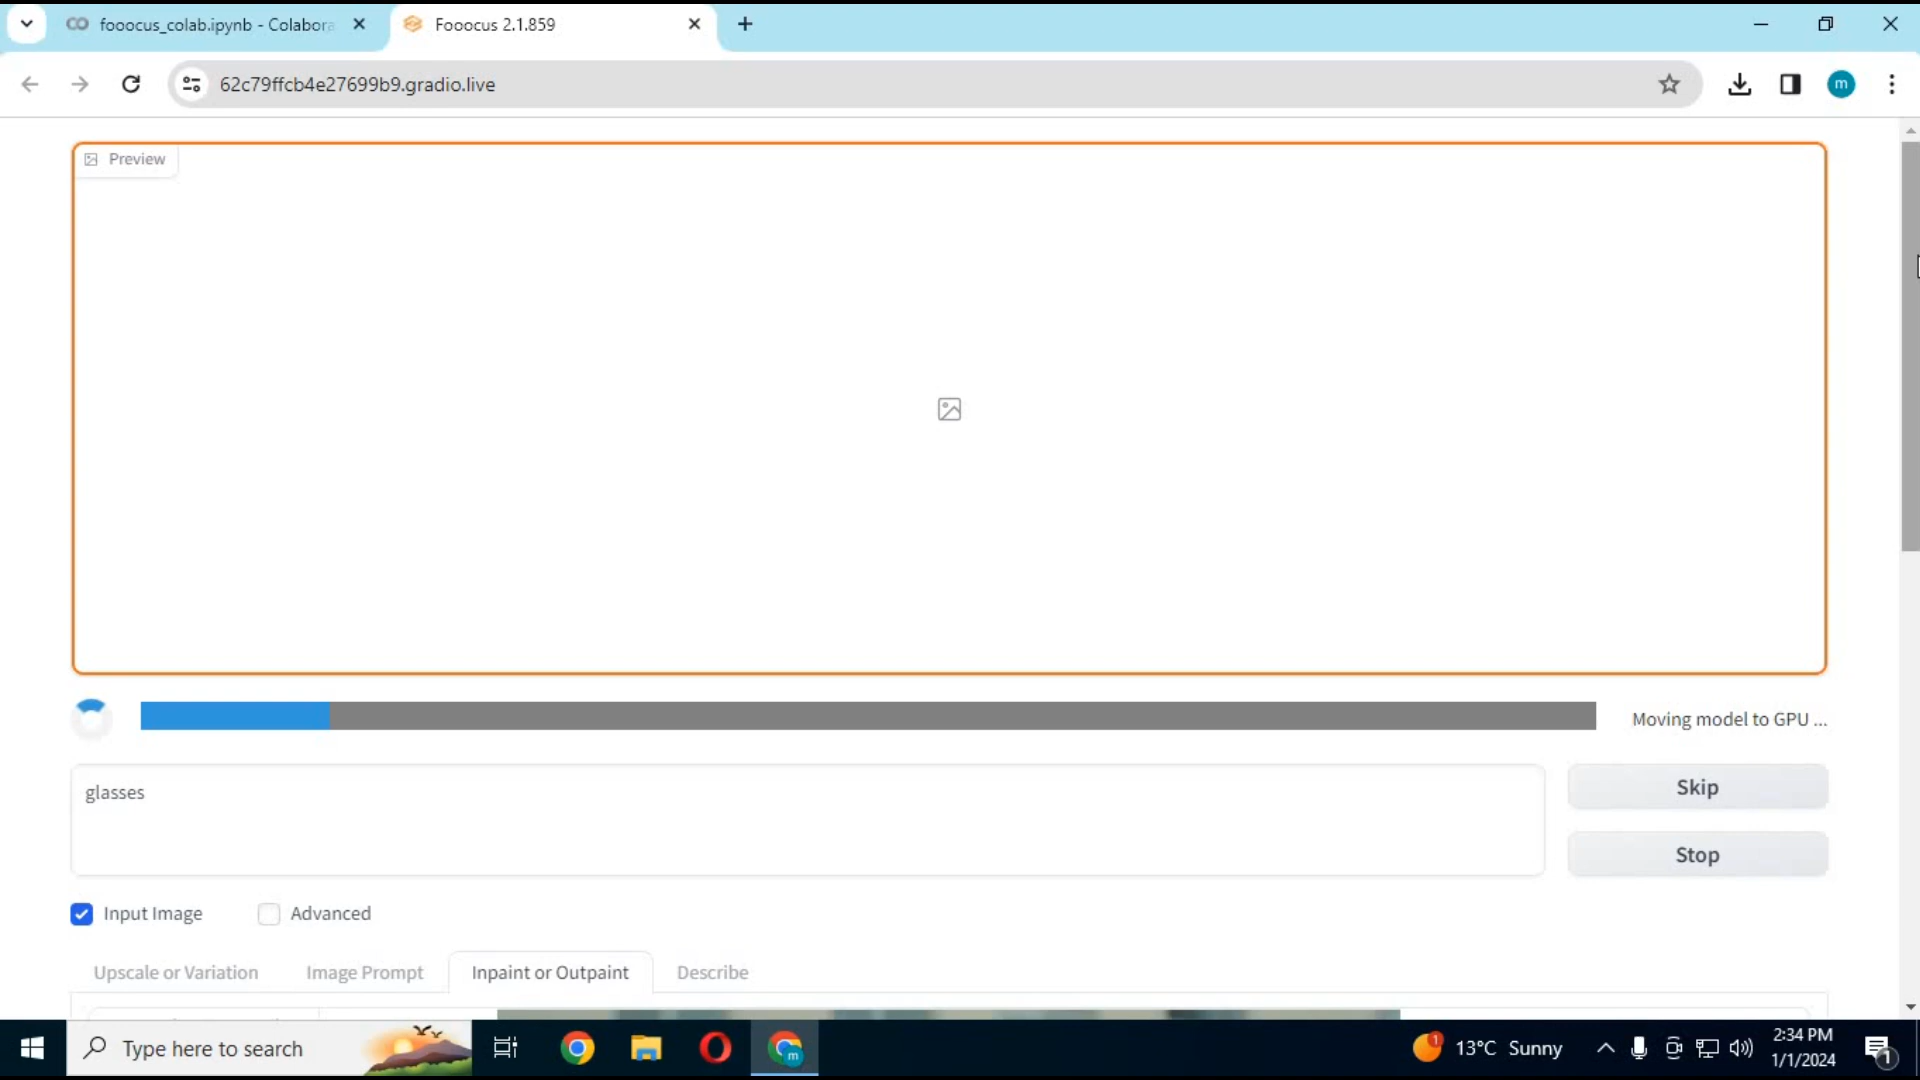 fooocus_colab.ipynb - Colabora
Fooocus 2.1.859
62c79ffcb4e27699b9.gradio.live
m
Preview
Moving model to GPU ...
glasses
Skip
Stop
Input Image
Advanced
Upscale or Variation
Image Prompt
Inpaint or Outpaint
Describe
Type here to search
m
1
13°C Sunny
2:34 PM
1/1/2024
1